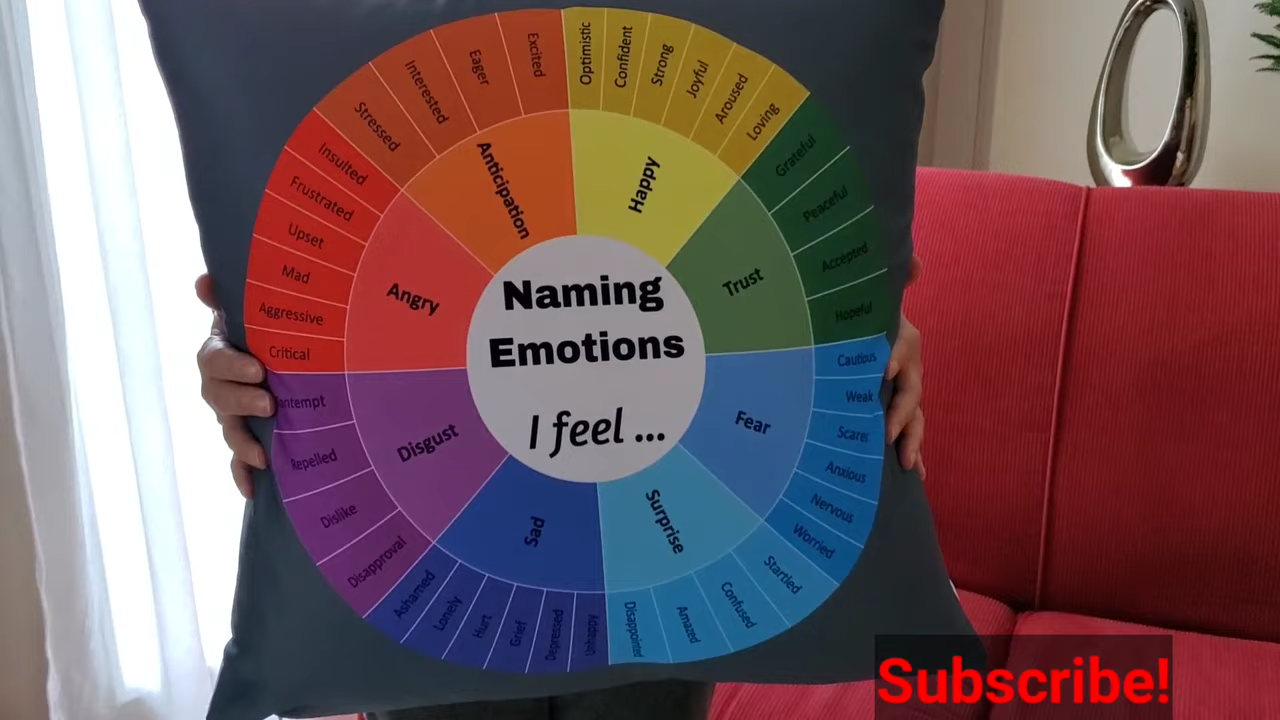 Naming
Emotions
I feel ...
Happy
Optimistic
Confident
Strong
Joyful
Aroused
Loving
Trust
Grateful
Peaceful
Accepted
Hopeful
Fear
Cautious
Weak
Scared
Anxious
Nervous
Worried
Surprise
Startled
Confused
Amazed
Disappointed
Sad
Unhappy
Depressed
Grief
Hurt
Lonely
Ashamed
Disgust
Disapproval
Dislike
Repelled
ontempt
Angry
Critical
Aggressive
Mad
Upset
Frustrated
Insulted
Anticipation
Stressed
Interested
Eager
Excited
Subscribe!